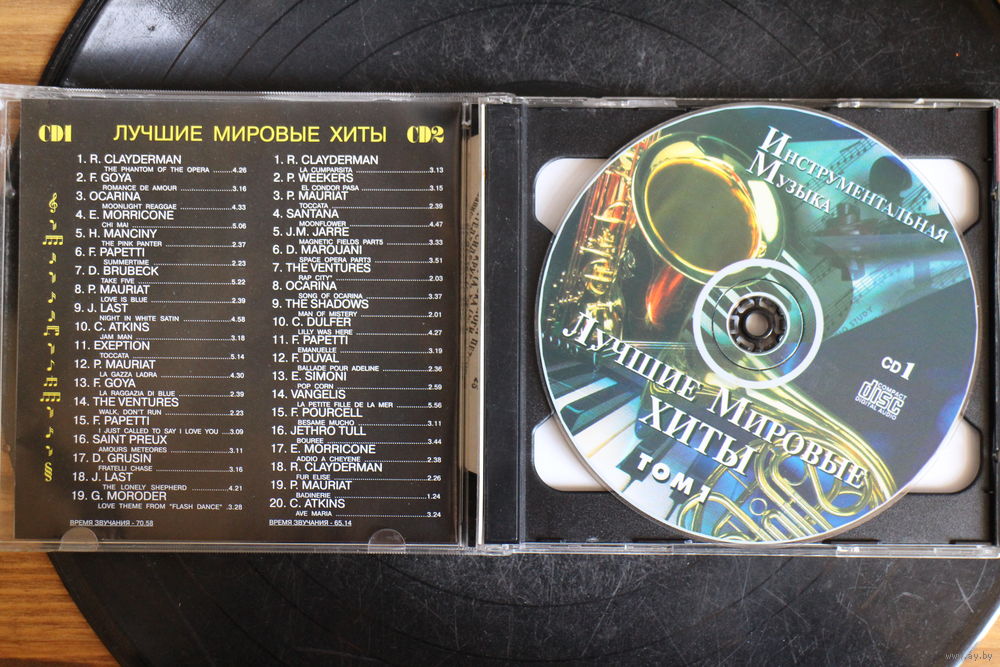 CD1 ЛУЧШИЕ МИРОВЫЕ ХИТЫ CD2
1. R. CLAYDERMAN
THE PHANTOM OF THE OPERA ......4.26
2. F. GOYA
ROMANCE DE AMOUR ......3.16
3. OCARINA
MOONLIGHT REAGGAE ......4.33
4. E. MORRICONE
CHI MAI ......5.06
5. H. MANCINY
THE PINK PANTER ......2.37
6. F. PAPETTI
SUMMERTIME ......2.23
7. D. BRUBECK
TAKE FIVE ......5.22
8. P. MAURIAT
LOVE IS BLUE ......2.39
9. J. LAST
NIGHT IN WHITE SATIN ......4.58
10. C. ATKINS
JAM MAN ......3.18
11. EXEPTION
TOCCATA ......5.14
12. P. MAURIAT
LA GAZZA LADRA ......4.30
13. F. GOYA
LA RAGGAZIA DI BLUE ......2.39
14. THE VENTURES
WALK, DON'T RUN ......2.23
15. F. PAPETTI
I JUST CALLED TO SAY I LOVE YOU ....3.09
16. SAINT PREUX
AMOURS METEORES ......3.11
17. D. GRUSIN
FRATELLI CHASE ......3.16
18. J. LAST
THE LONELY SHEPHERD ......4.21
19. G. MORODER
LOVE THEME FROM "FLASH DANCE" ..3.28
ВРЕМЯ ЗВУЧАНИЯ - 70.58
1. R. CLAYDERMAN
LA CUMPARSITA ......3.13
2. P. WEEKERS
EL CONDOR PASA ......3.15
3. P. MAURIAT
TOCCATA ......2.39
4. SANTANA
MOONFLOWER ......4.47
5. J.M. JARRE
MAGNETIC FIELDS PART5 ......3.33
6. D. MAROUANI
SPACE OPERA PART3 ......3.51
7. THE VENTURES
RAP CITY" ......2.03
8. OCARINA
SONG OF OCARINA ......3.37
9. THE SHADOWS
MAN OF MISTERY ......2.01
10. C. DULFER
LILLY WAS HERE ......4.27
11. F. PAPETTI
EMANUELLE ......3.19
12. F. DUVAL
BALLADE POUR ADELINE ......2.36
13. E. SIMONI
POP CORN ......2.59
14. VANGELIS
LA PETITE FILLE DE LA MER ......5.56
15. F. POURCELL
BESAME MUCHO ......3.11
16. JETHRO TULL
BOUREE ......3.44
17. E. MORRICONE
ADDIO A CHEYENE ......2.38
18. R. CLAYDERMAN
FUR ELISE ......2.26
19. P. MAURIAT
BADINERIE ......1.24
20. C. ATKINS
AVE MARIA ......3.24
ВРЕМЯ ЗВУЧАНИЯ - 65.14
ИНСТРУМЕНТАЛЬНАЯ
МУЗЫКА
CD 1
COMPACT
disc
DIGITAL AUDIO
ЛУЧШИЕ МИРОВЫЕ
ХИТЫ
ТОМ 1
www.ay.by